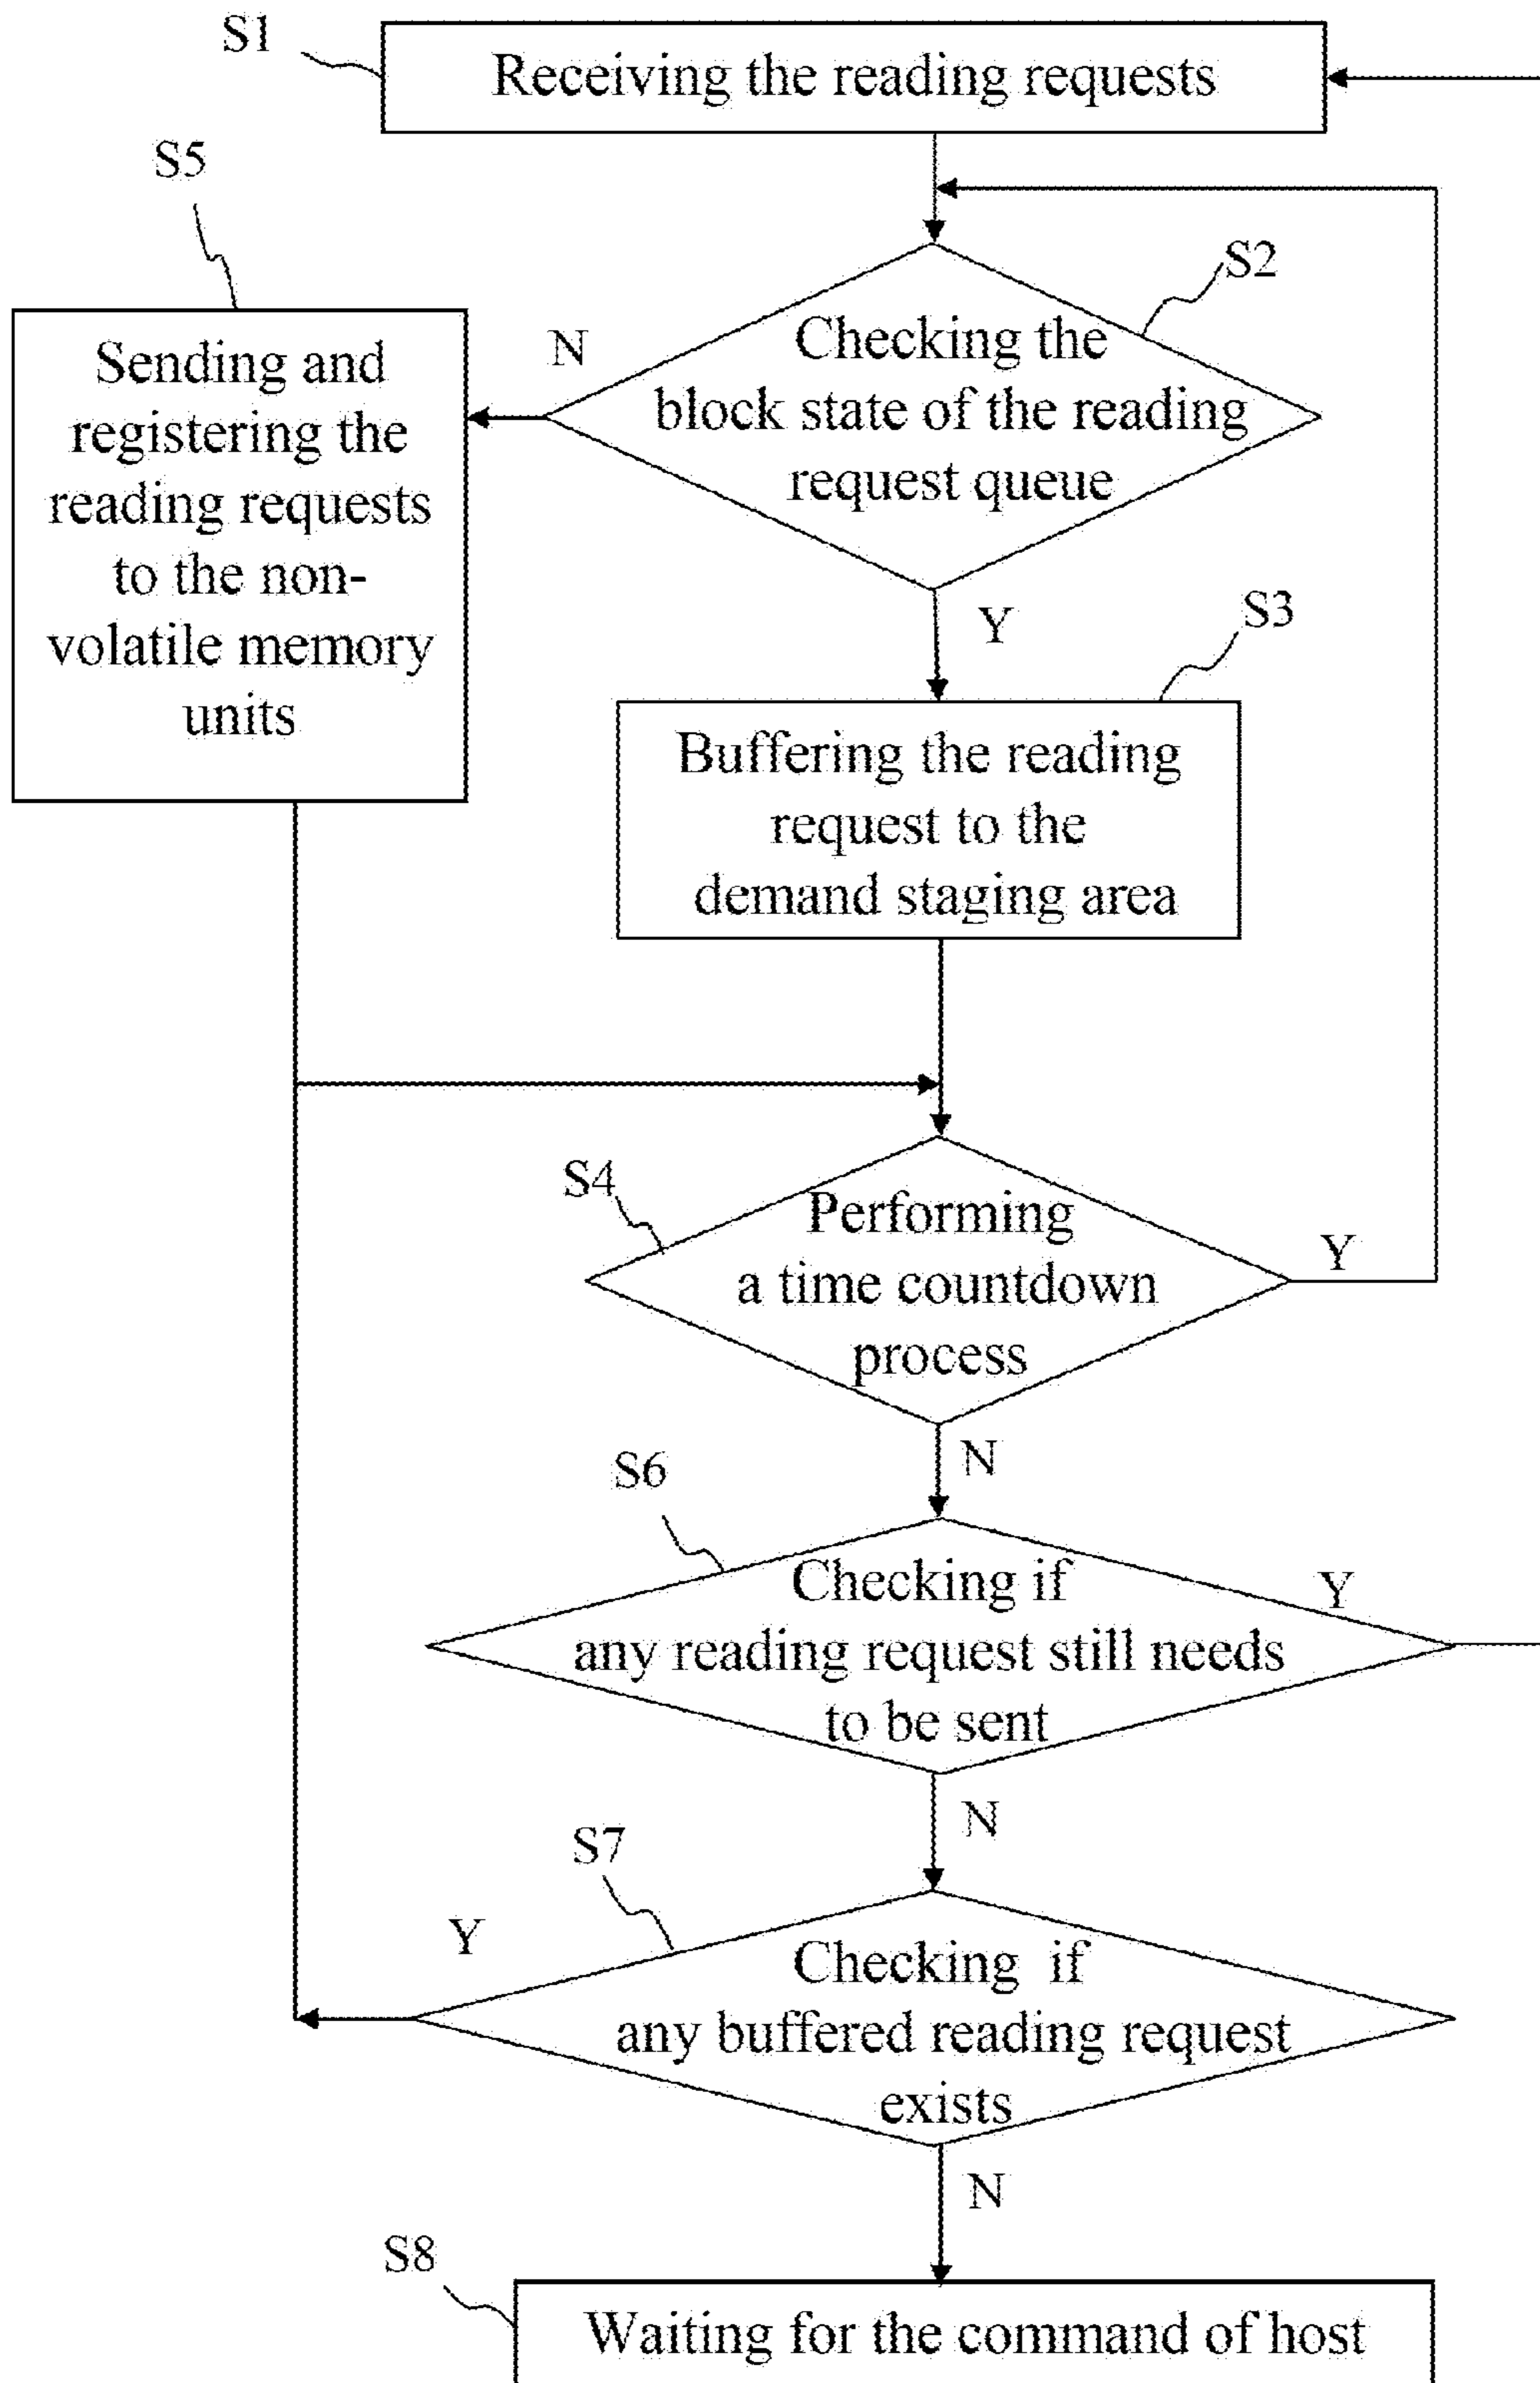 S1
Receiving the reading requests
S5
S2
N
Checking the
block state of the reading
request queue
Sending and
registering the
reading requests
to the non-
volatile memory
units
Y
S3
Buffering the reading
request to the
demand staging area
S4
Performing
a time countdown
process
Y
N
S6
Checking if
any reading request still needs
to be sent
Y
N
S7
Y
Checking if
any buffered reading request
exists
N
S8
Waiting for the command of host